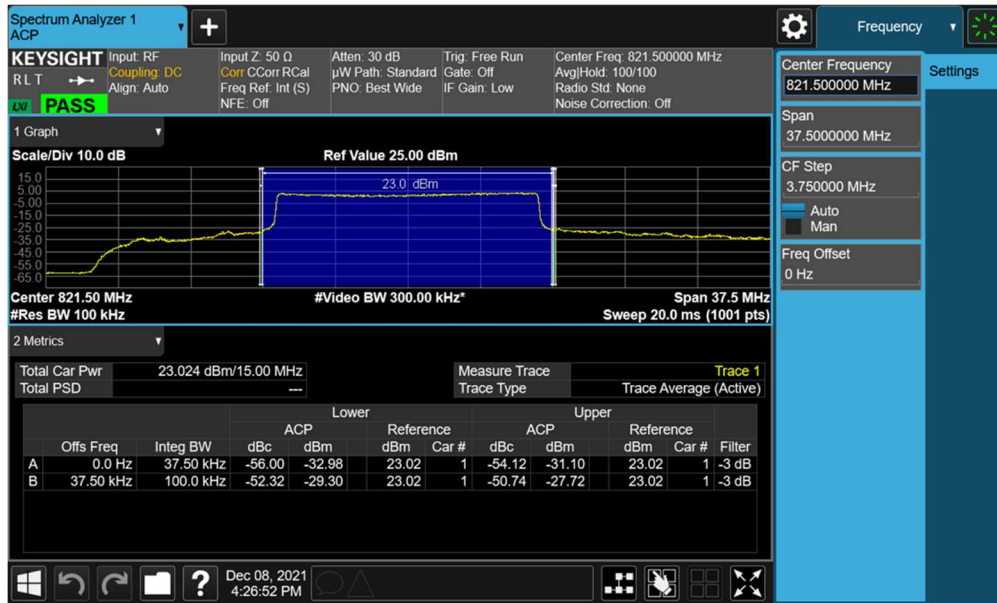 Spectrum Analyzer 1
ACP
+
Frequency
KEYSIGHT Input: RF Input Z: 50 Ω Atten: 30 dB Trig: Free Run Center Freq: 821.500000 MHz
R L T Coupling: DC Corr CCorr RCal µW Path: Standard Gate: Off Avg|Hold: 100/100
Align: Auto Freq Ref: Int (S) PNO: Best Wide IF Gain: Low Radio Std: None
LXI PASS NFE: Off Noise Correction: Off
Center Frequency
821.500000 MHz
Settings
Span
37.5000000 MHz
CF Step
3.750000 MHz
Auto
Man
Freq Offset
0 Hz
1 Graph
Scale/Div 10.0 dB Ref Value 25.00 dBm
15.0
5.00
-5.00
-15.0
-25.0
-35.0
-45.0
-55.0
-65.0
23.0 dBm
Center 821.50 MHz #Video BW 300.00 kHz* Span 37.5 MHz
#Res BW 100 kHz Sweep 20.0 ms (1001 pts)
2 Metrics
Total Car Pwr 23.024 dBm/15.00 MHz Measure Trace Trace 1
Total PSD --- Trace Type Trace Average (Active)
Lower Upper
ACP Reference ACP Reference
Offs Freq Integ BW dBc dBm dBm Car # dBc dBm dBm Car # Filter
A 0.0 Hz 37.50 kHz -56.00 -32.98 23.02 1 -54.12 -31.10 23.02 1 -3 dB
B 37.50 kHz 100.0 kHz -52.32 -29.30 23.02 1 -50.74 -27.72 23.02 1 -3 dB
?
Dec 08, 2021
4:26:52 PM